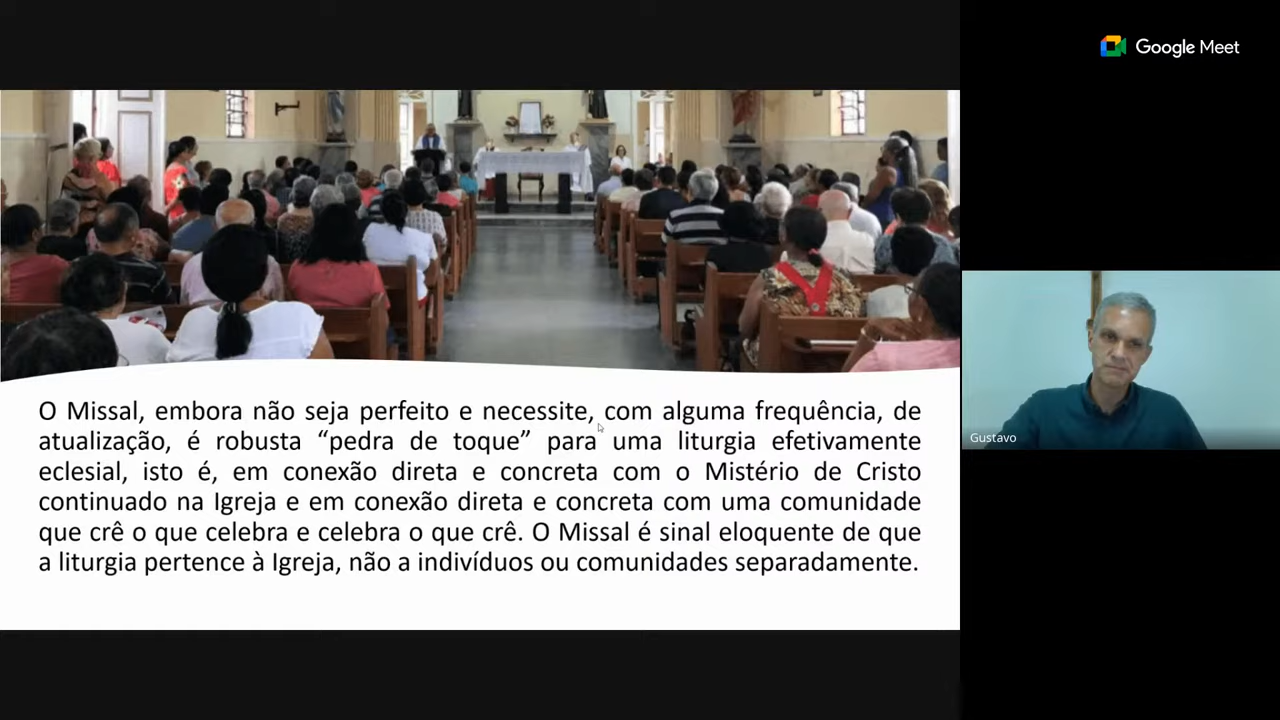 Google Meet
O Missal, embora não seja perfeito e necessite, com alguma frequência, de
atualização, é robusta “pedra de toque” para uma liturgia efetivamente
eclesial, isto é, em conexão direta e concreta com o Mistério de Cristo
continuado na Igreja e em conexão direta e concreta com uma comunidade
que crê o que celebra e celebra o que crê. O Missal é sinal eloquente de que
a liturgia pertence à Igreja, não a indivíduos ou comunidades separadamente.
Gustavo